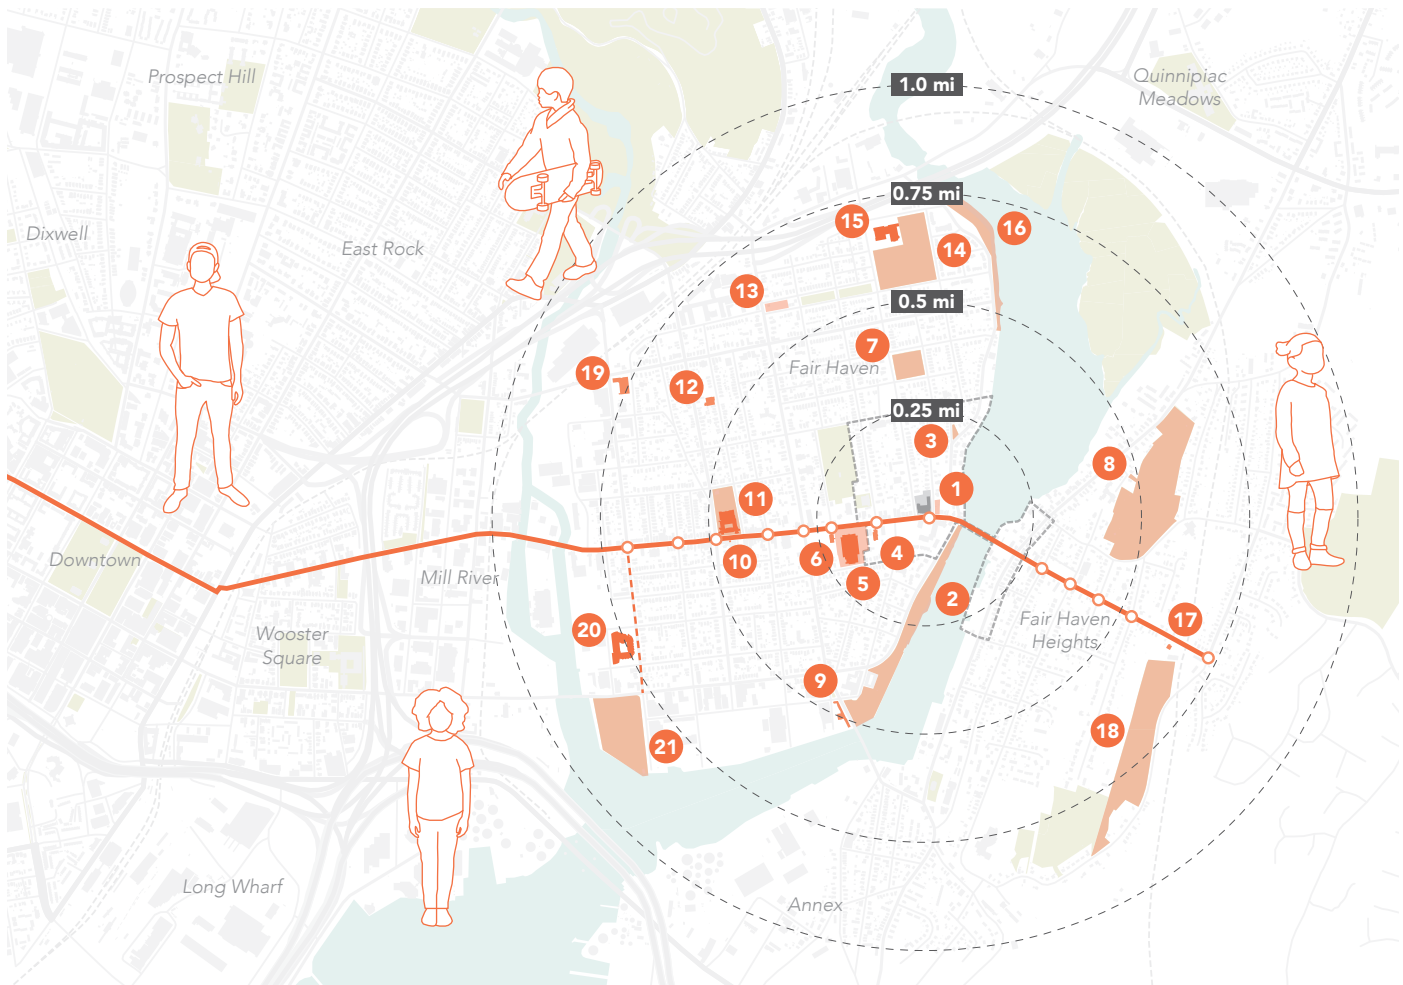 1.0 mi
Prospect Hill
Quinnipiac
Meadows
0.75 mi
15
16
Dixwell
East Rock
14
13
0.5 mi
7
Fair Haven
19
12
0.25 mi
3
8
1
11
Downtown
10
6
4
5
Mill River
2
Fair Haven
Heights
17
Wooster
Square
20
9
18
21
Long Wharf
Annex